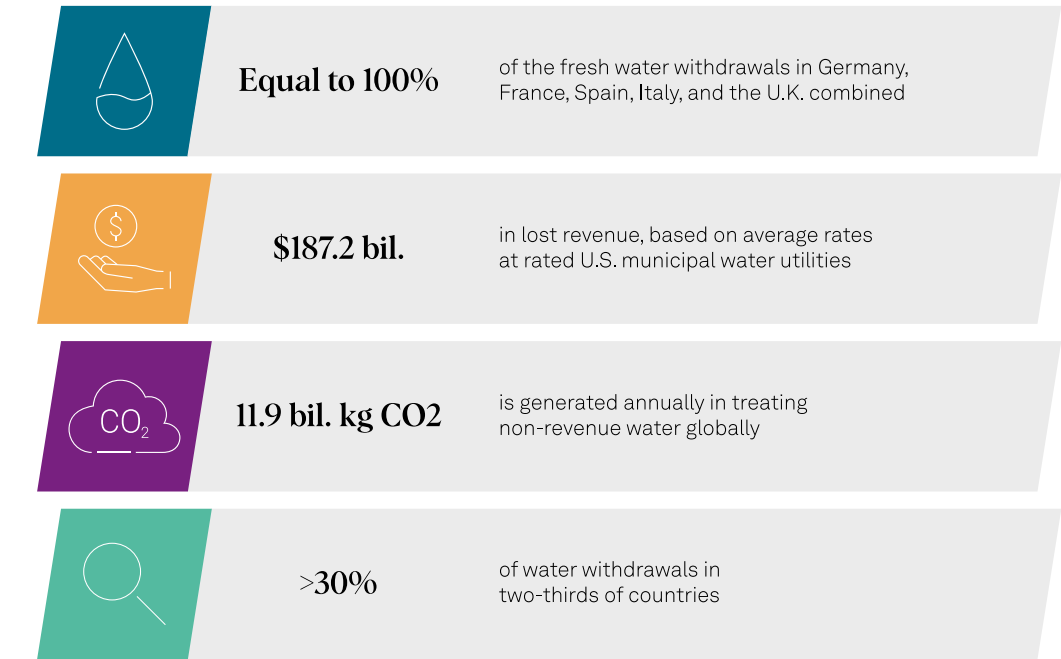 Equal to 100%
of the fresh water withdrawals in Germany,
France, Spain, Italy, and the U.K. combined
$
$187.2 bil.
in lost revenue, based on average rates
at rated U.S. municipal water utilities
CO₂
11.9 bil. kg CO2
is generated annually in treating
non-revenue water globally
>30%
of water withdrawals in
two-thirds of countries